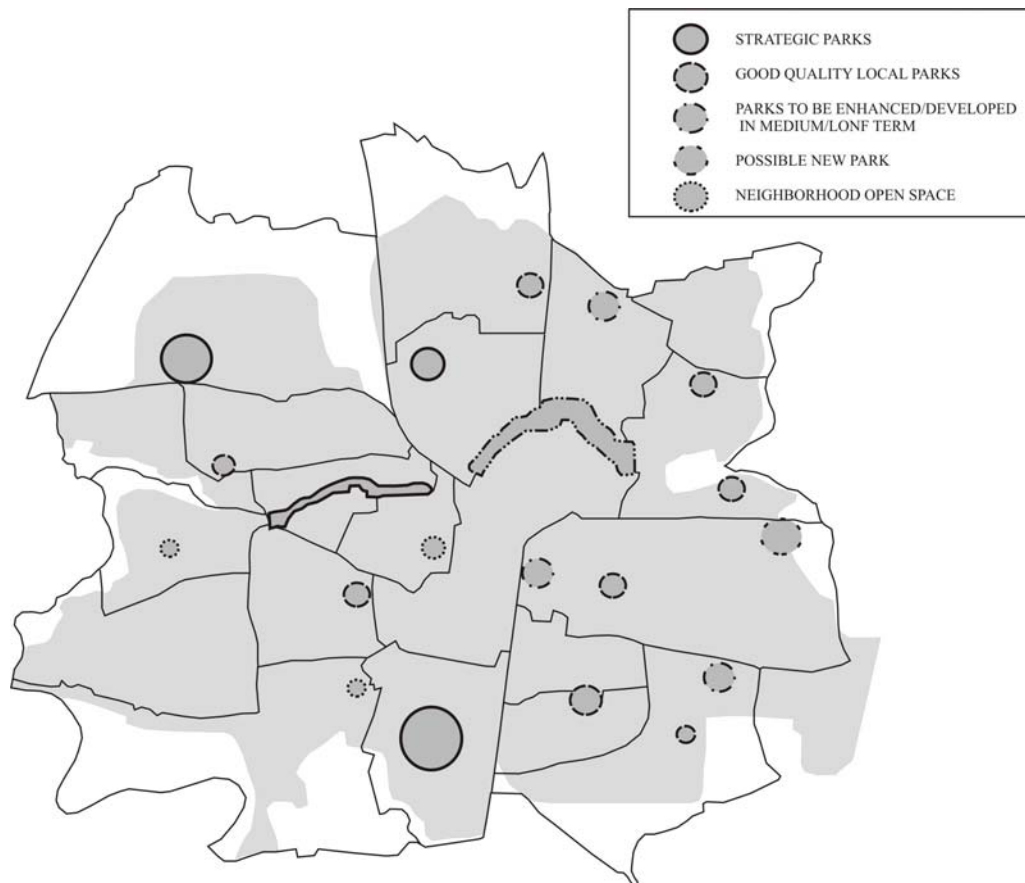 STRATEGIC PARKS
GOOD QUALITY LOCAL PARKS
PARKS TO BE ENHANCED/DEVELOPED
IN MEDIUM/LONF TERM
POSSIBLE NEW PARK
NEIGHBORHOOD OPEN SPACE